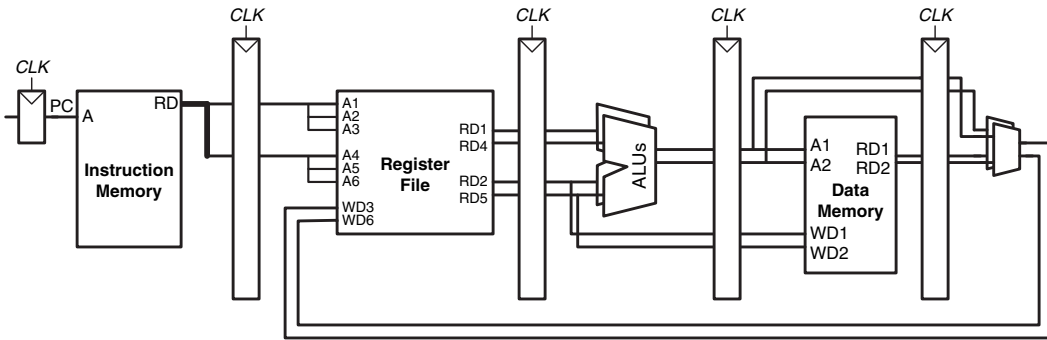 CLK
CLK
CLK
CLK
CLK
PC
A
RD
Instruction
Memory
A1
A2
A3
A4
A5
A6
WD3
WD6
Register
File
RD1
RD4
RD2
RD5
ALUs
A1
A2
RD1
RD2
Data
Memory
WD1
WD2